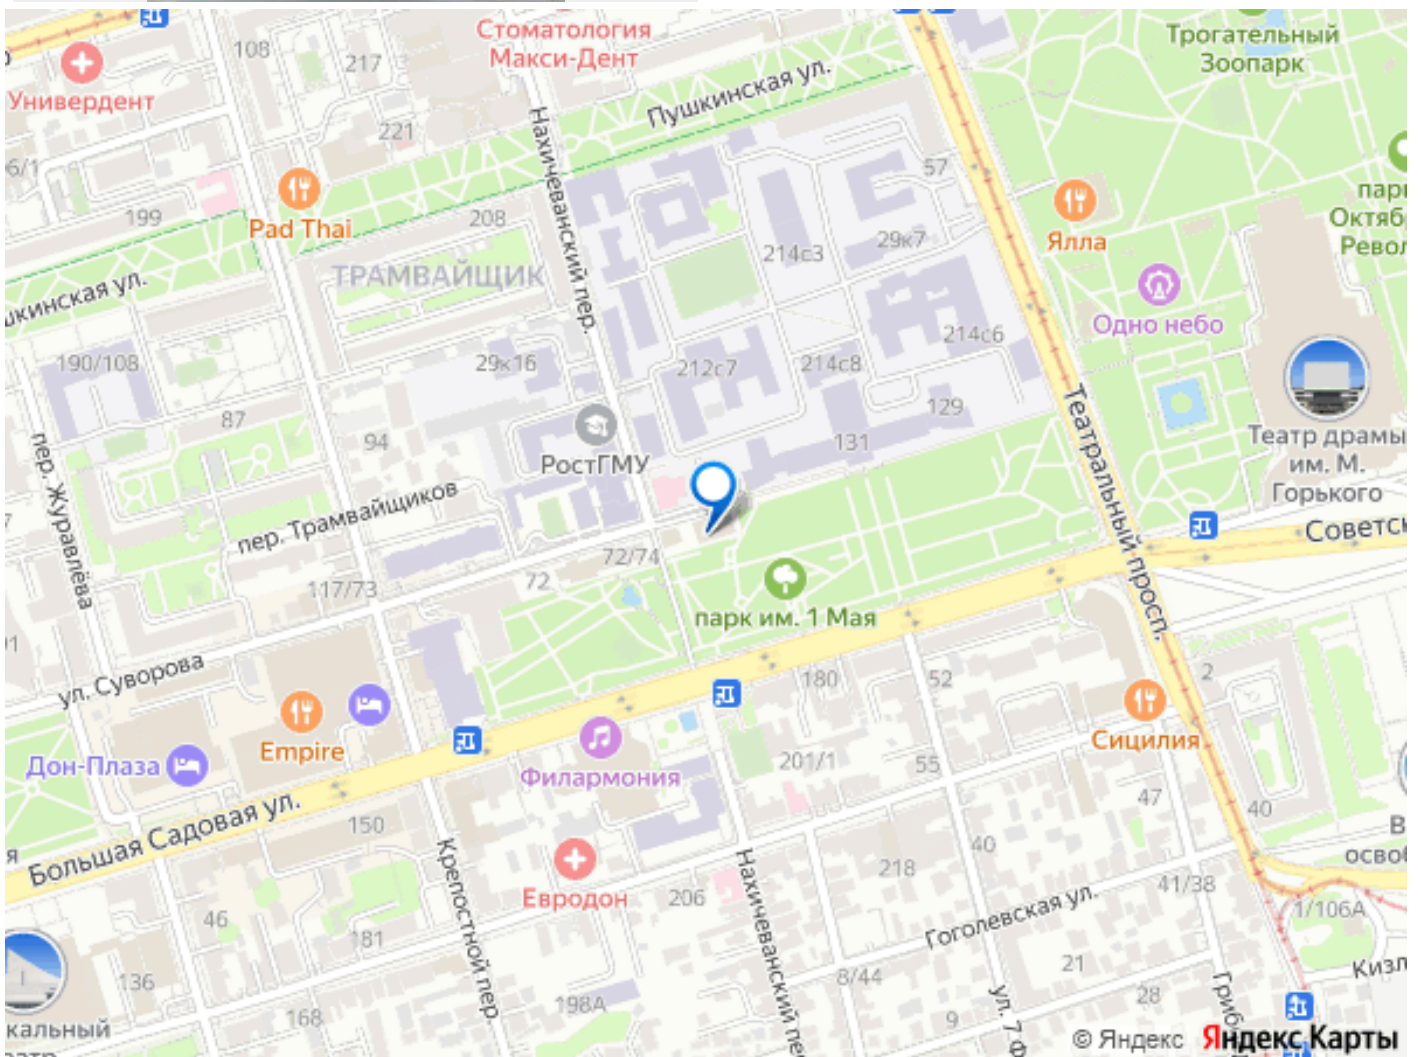 Стоматология
Макси-Дент
Трогательный
Зоопарк
108
217
Универдент
Пушкинская ул.
221
Нахичеванский пер.
6/1
57
199
Pad Thai
208
Ялла
29к7
214с3
ТРАМВАЙЩИК
Одно небо
190/108
29к16
212с7
214с8
214с6
87
94
129
131
Театральный просп.
РостГМУ
Театр драмы
им. М.
Горького
пер. Журавлёва
пер. Трамвайщиков
72/74
72
117/73
парк им. 1 Мая
ул. Суворова
180
52
2
Empire
Дон-Плаза
Филармония
Сицилия
201/1
55
47
40
Большая Садовая ул.
150
Крепостной пер.
Евродон
206
218
40
41/38
46
181
Гоголевская ул.
1/106А
Нахичеванский пе
136
8/44
21
28
198А
168
9
ул. 7 Ф
© Яндекс Яндекс Карты